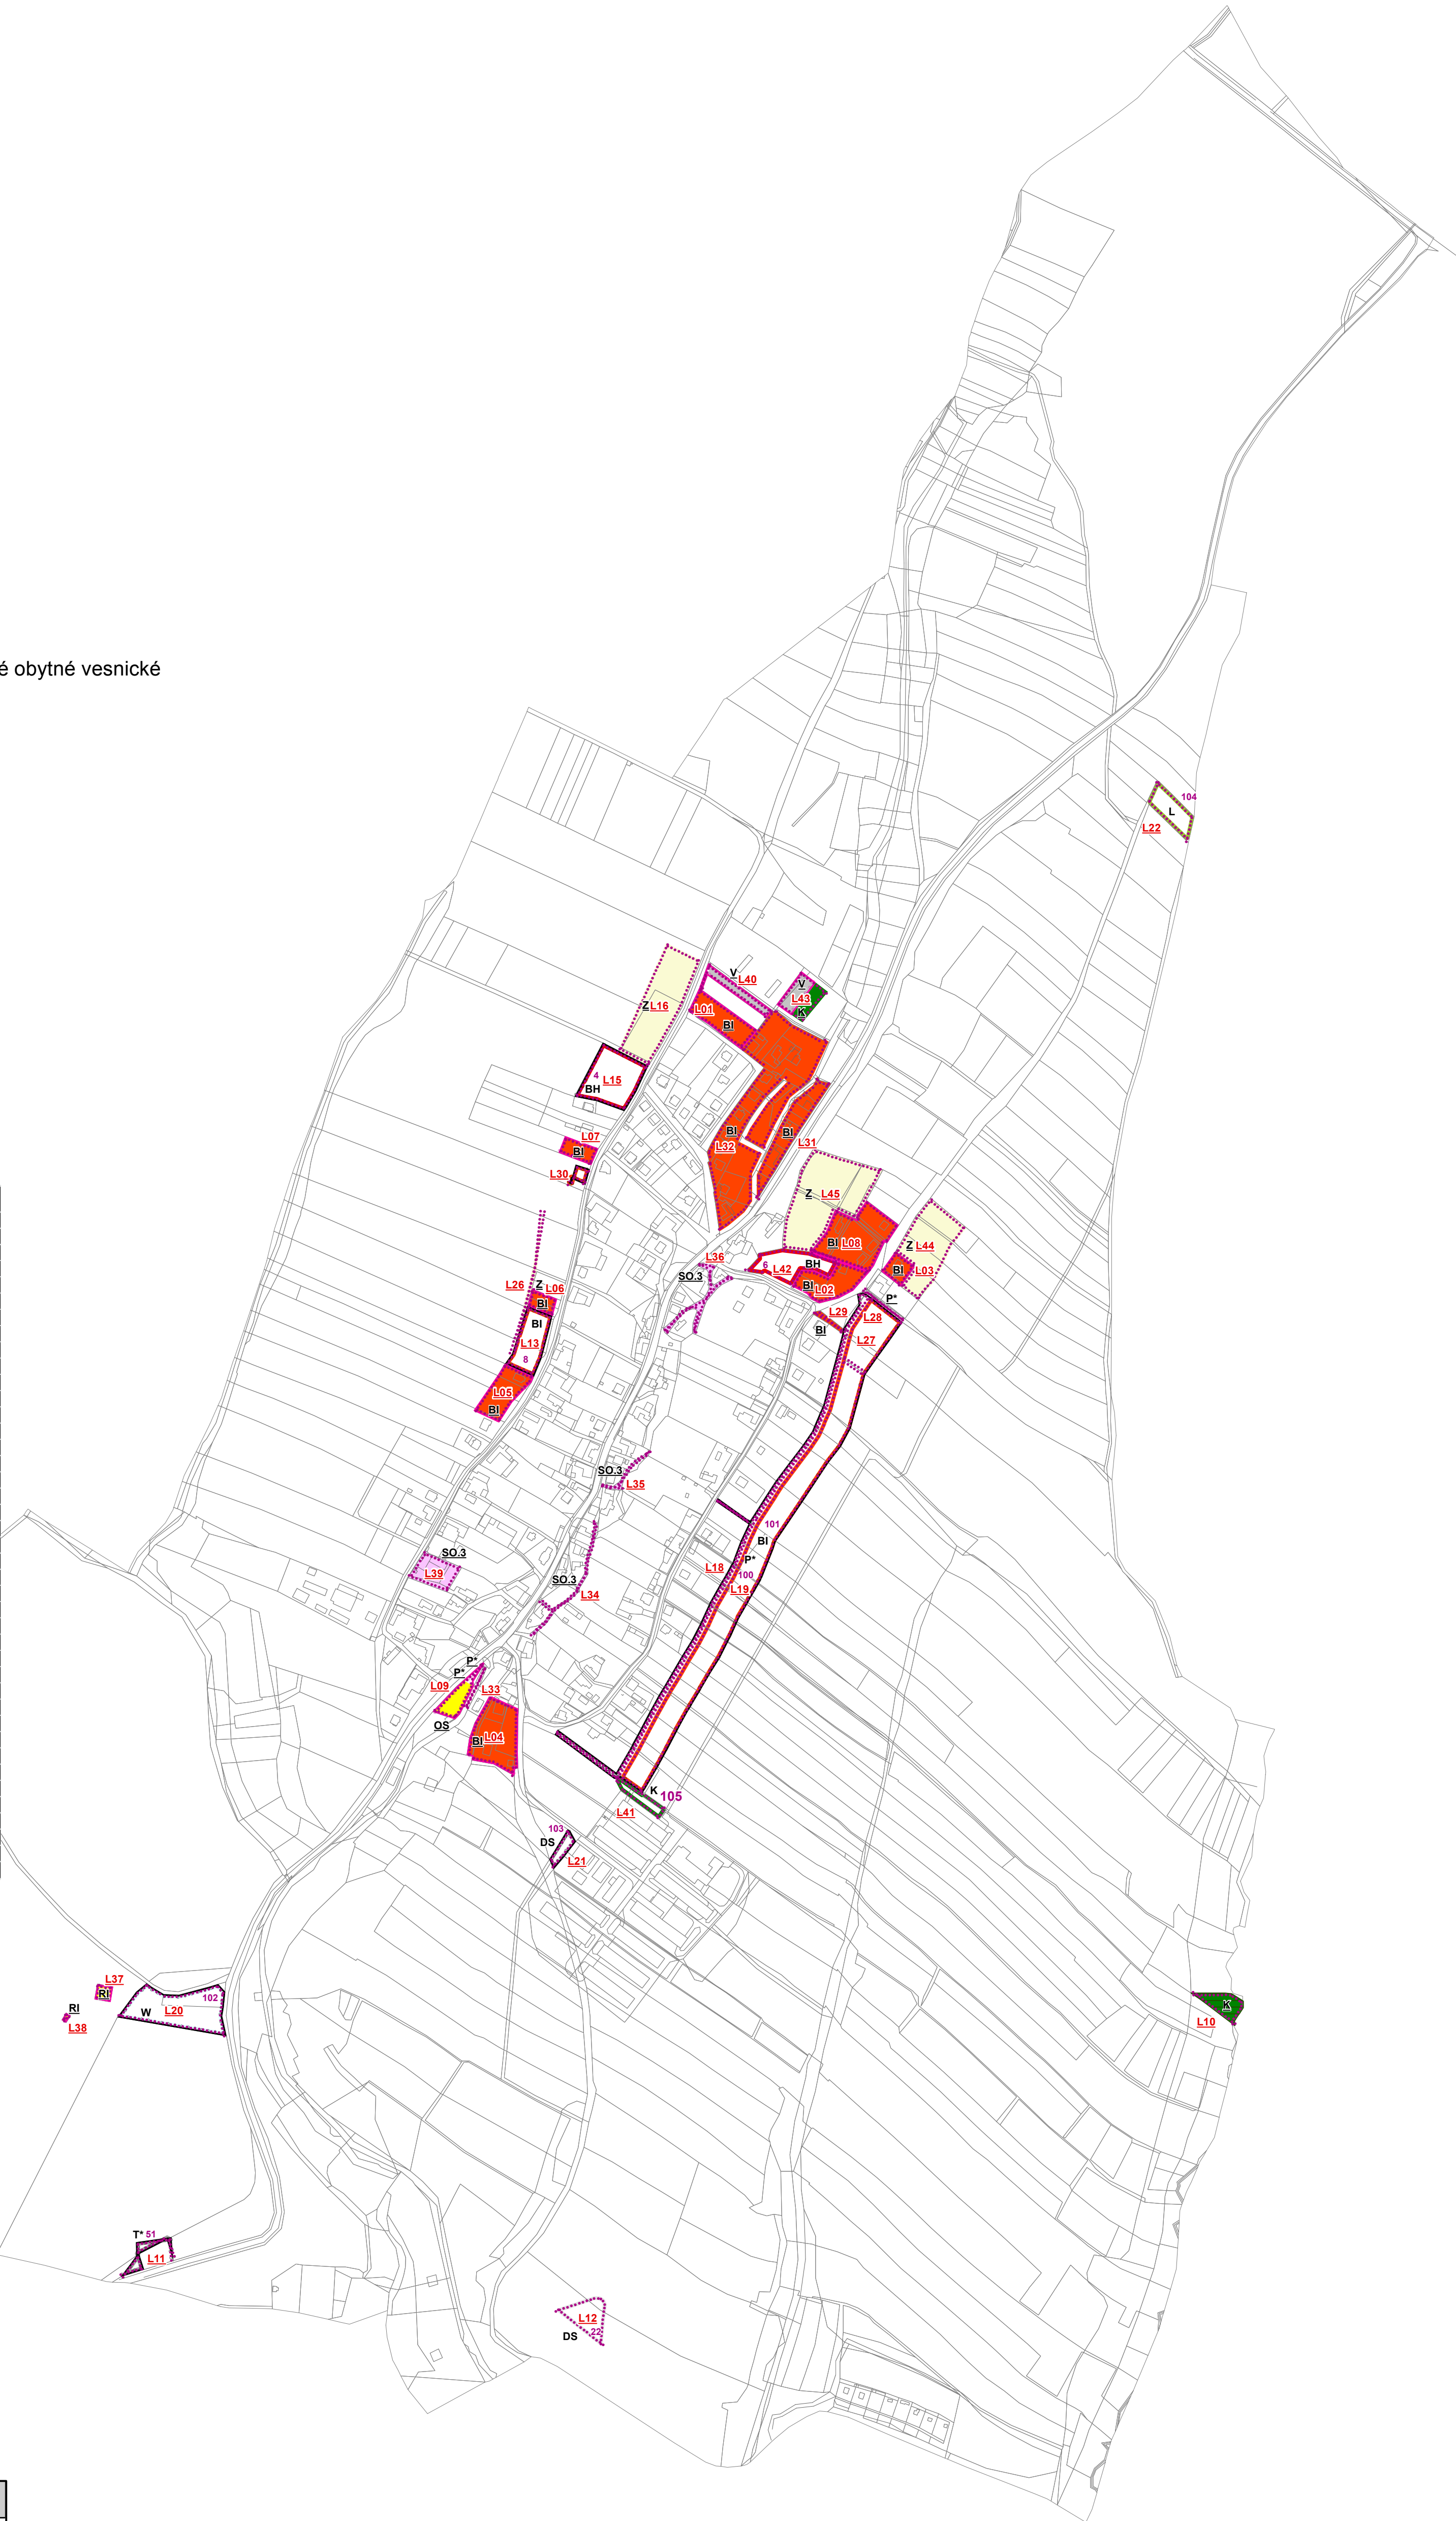 é obytné vesnické
104
L
L22
V
L40
V
L43
K
Z L16
L01
BI
4
L15
BH
L07
BI
L30
BI
L32
BI
L31
Z
L45
BI L08
Z L44
BI
L03
L36
SO.3
6
L42
BH
BI
L02
P*
L26
Z
L06
BI
BI
L13
8
L29
BI
L28
L27
L05
BI
SO.3
L35
101
BI
L18
P*
100
L19
SO.3
L39
SO.3
L34
P*
P*
L09
L33
OS
BI
L04
K
105
L41
103
DS
L21
L37
RI
RI
L38
W
L20
102
K
L10
T* 51
L11
L12
22
DS